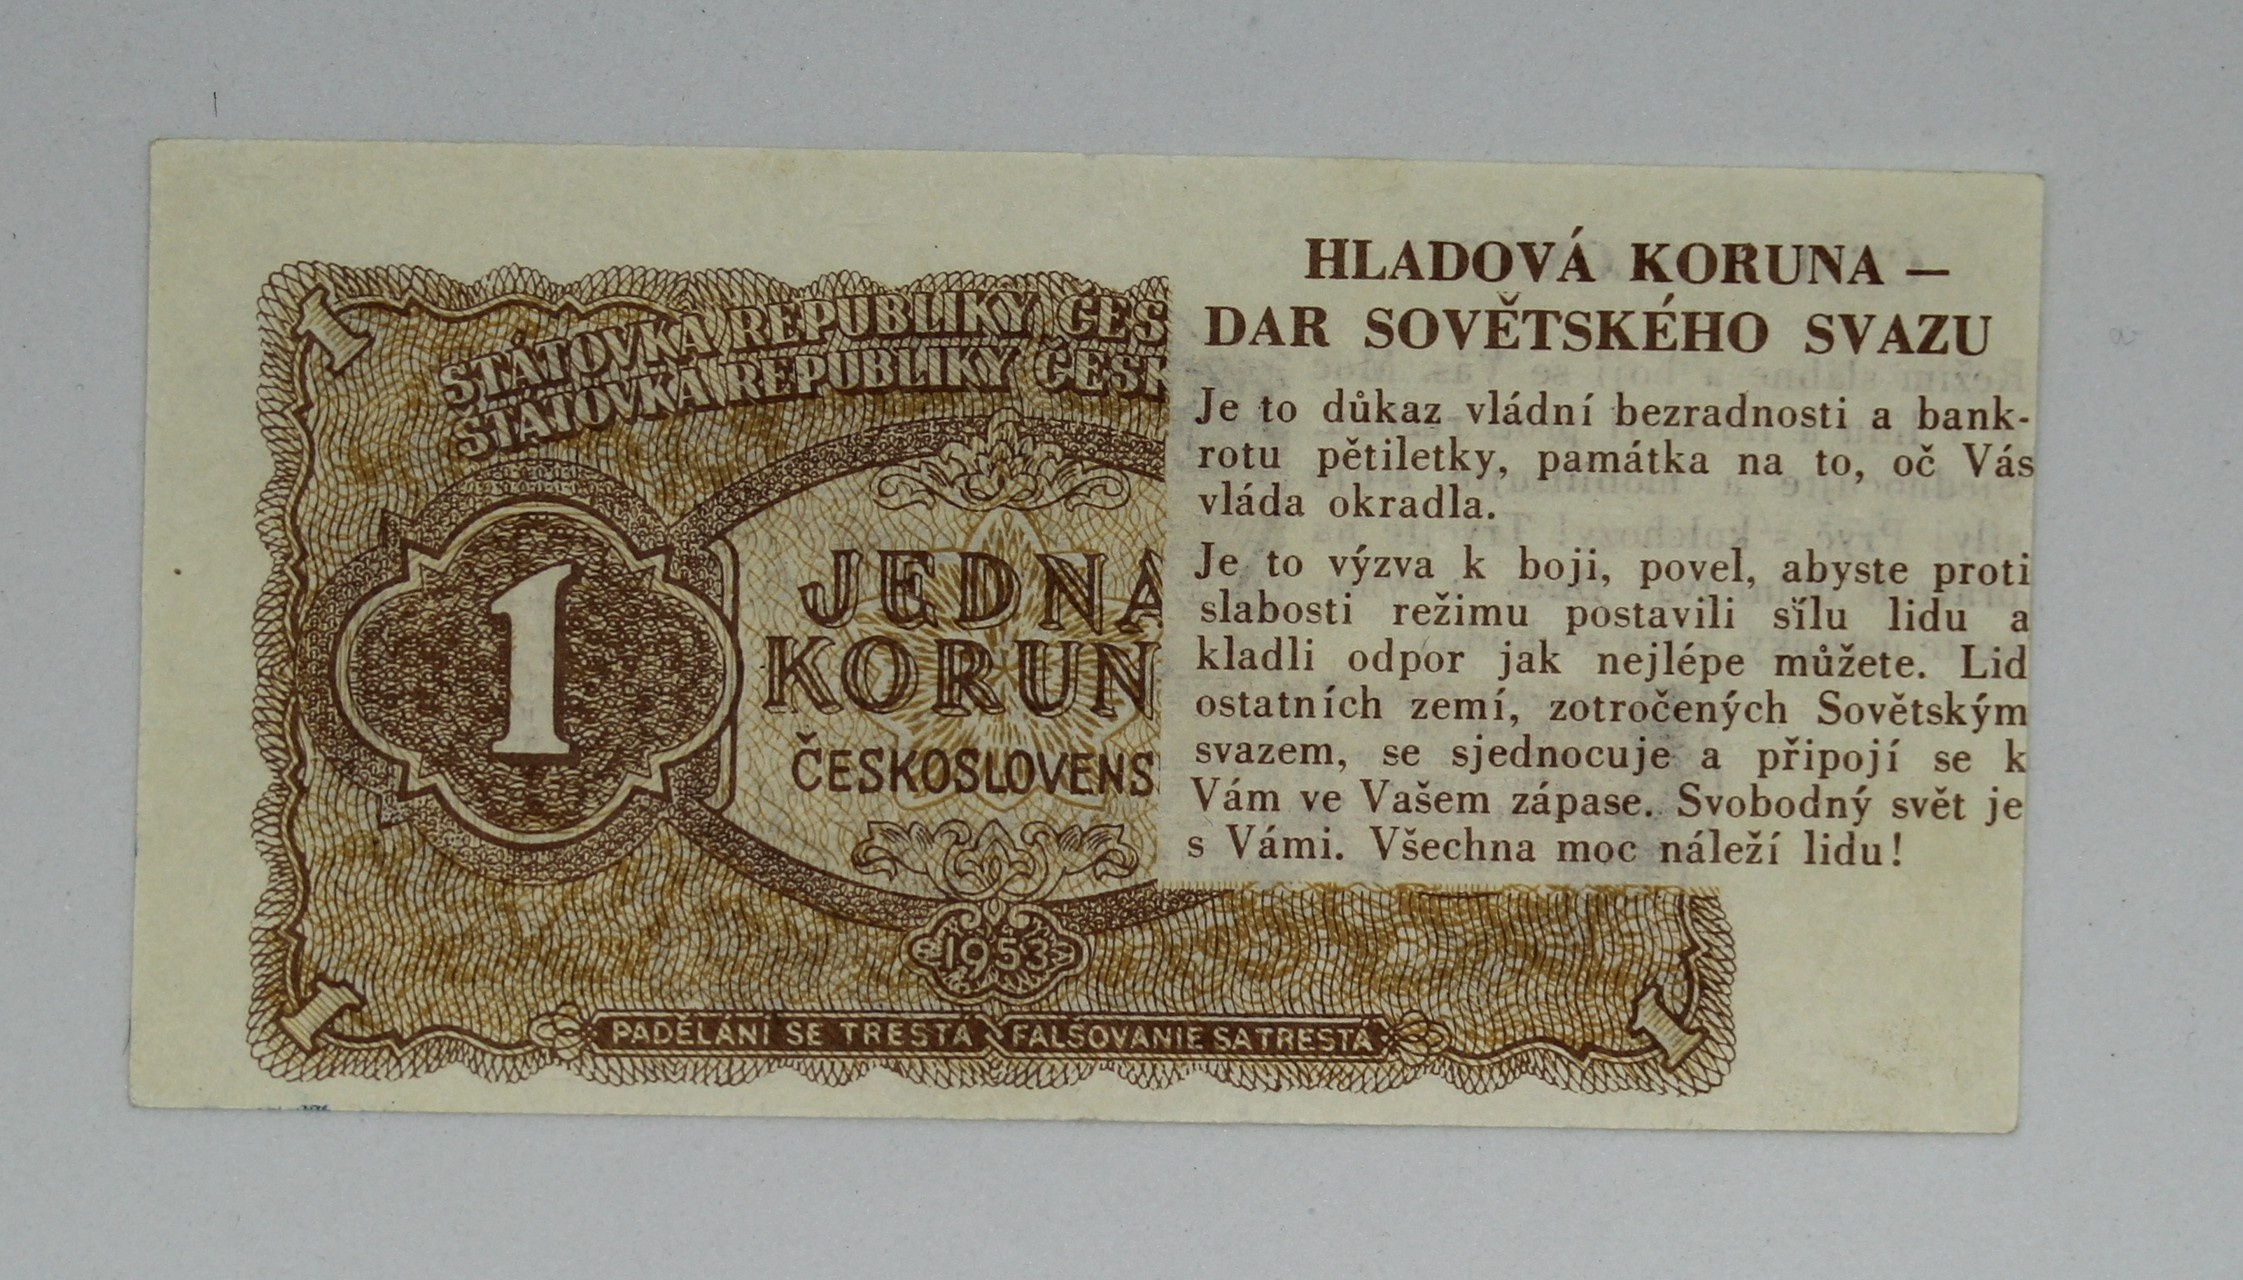 1
STÁTOVKA REPUBLIKY ČES
ŠTÁTOVKA REPUBLIKY ČESK
1
JEDNA
KORUN
ČESKOSLOVENS
1953
1
PADĚLÁNÍ SE TRESTÁ FALŠOVANIE SA TRESTÁ
1
HLADOVÁ KORUNA —
DAR SOVĚTSKÉHO SVAZU
Je to důkaz vládní bezradnosti a bank-
rotu pětiletky, památka na to, oč Vás
vláda okradla.
Je to výzva k boji, povel, abyste proti
slabosti režimu postavili sílu lidu a
kladli odpor jak nejlépe můžete. Lid
ostatních zemí, zotročených Sovětským
svazem, se sjednocuje a připojí se k
Vám ve Vašem zápase. Svobodný svět je
s Vámi. Všechna moc náleží lidu!